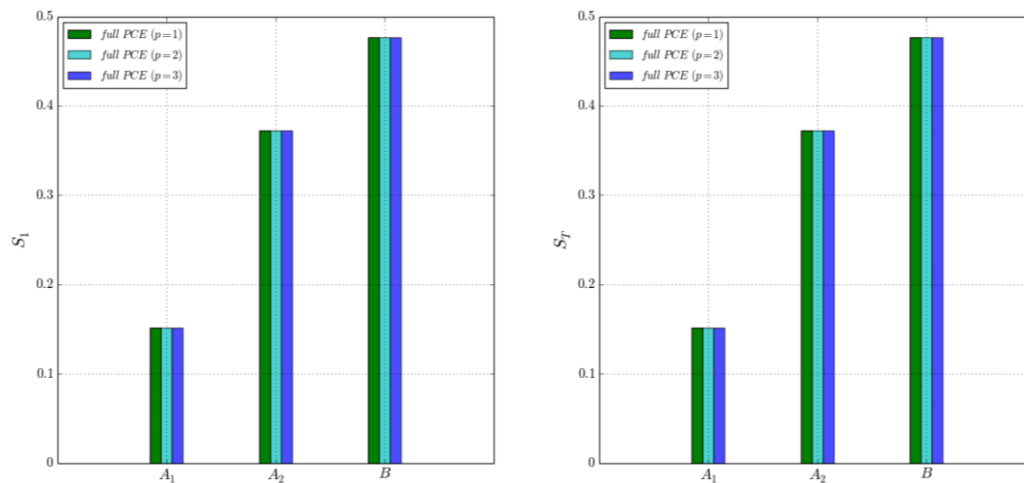 0.5
0.4
0.3
0.2
0.1
0
S₁
full PCE (p=1)
full PCE (p=2)
full PCE (p=3)
A₁ A₂ B
0.5
0.4
0.3
0.2
0.1
0
S_T
full PCE (p=1)
full PCE (p=2)
full PCE (p=3)
A₁ A₂ B